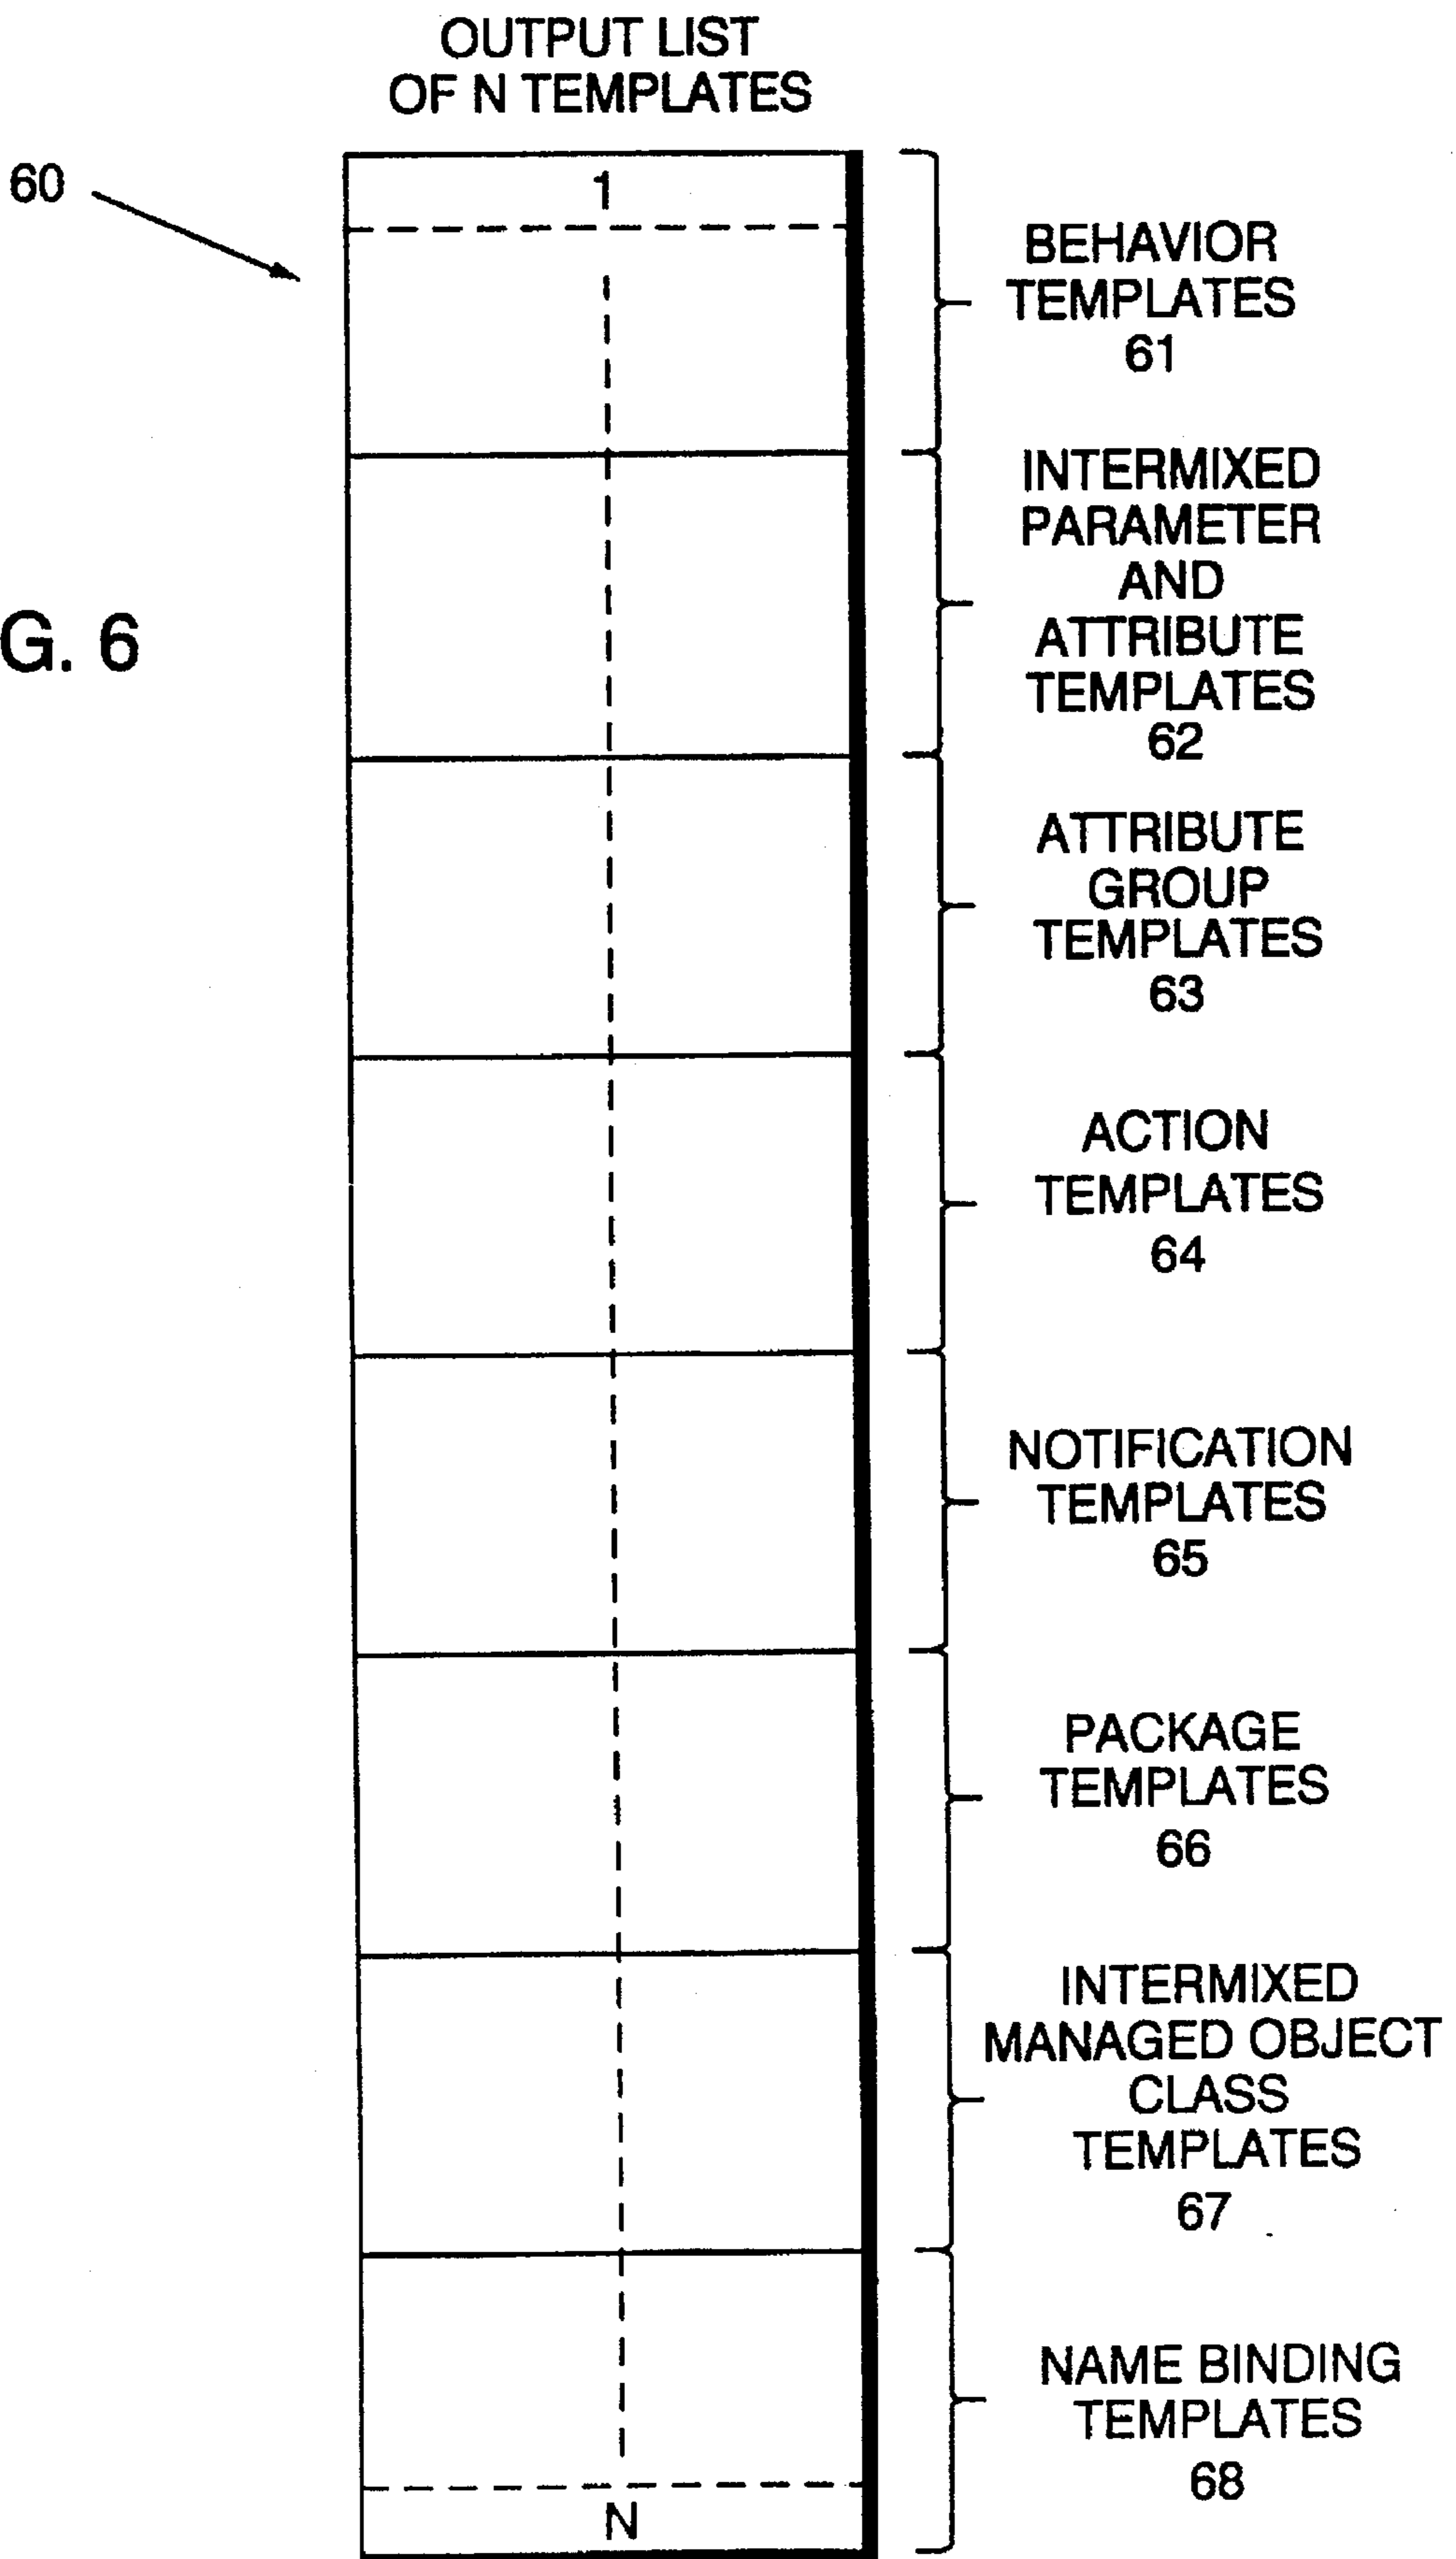 OUTPUT LIST
OF N TEMPLATES
60
1
BEHAVIOR
TEMPLATES
61
INTERMIXED
PARAMETER
AND
ATTRIBUTE
TEMPLATES
62
G. 6
ATTRIBUTE
GROUP
TEMPLATES
63
ACTION
TEMPLATES
64
NOTIFICATION
TEMPLATES
65
PACKAGE
TEMPLATES
66
INTERMIXED
MANAGED OBJECT
CLASS
TEMPLATES
67
NAME BINDING
TEMPLATES
68
N